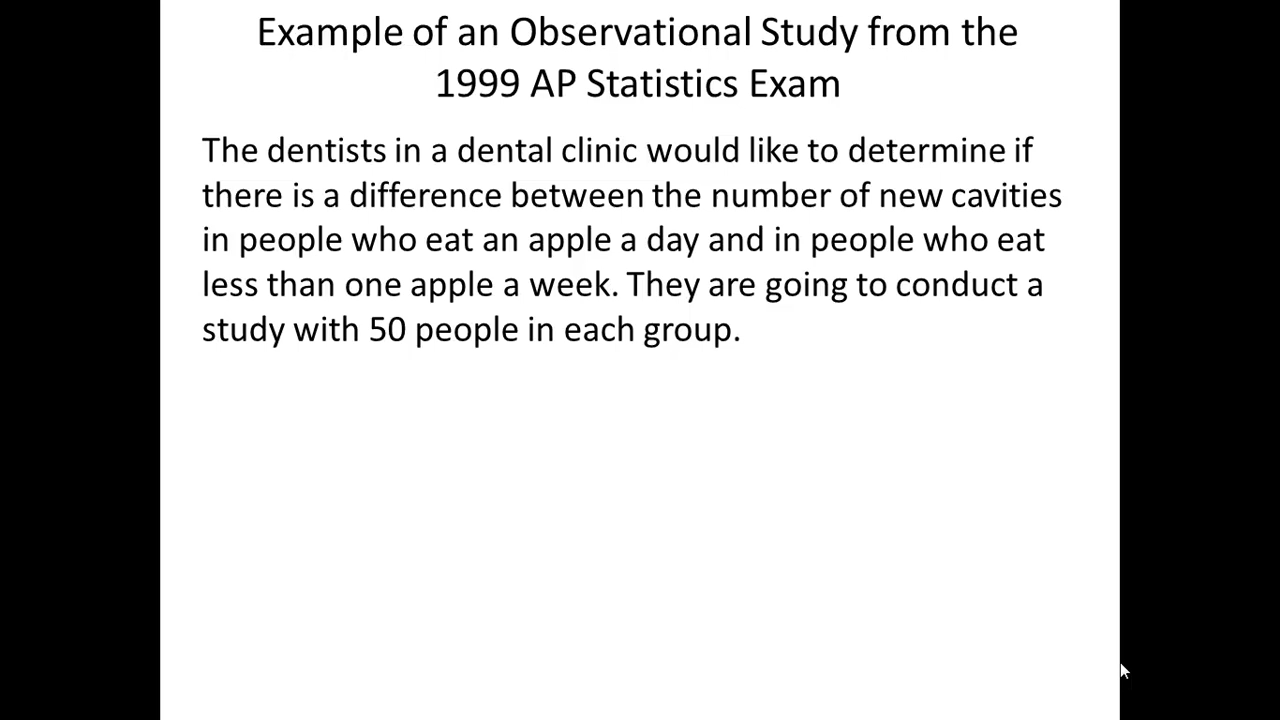 Example of an Observational Study from the
1999 AP Statistics Exam
The dentists in a dental clinic would like to determine if
there is a difference between the number of new cavities
in people who eat an apple a day and in people who eat
less than one apple a week. They are going to conduct a
study with 50 people in each group.